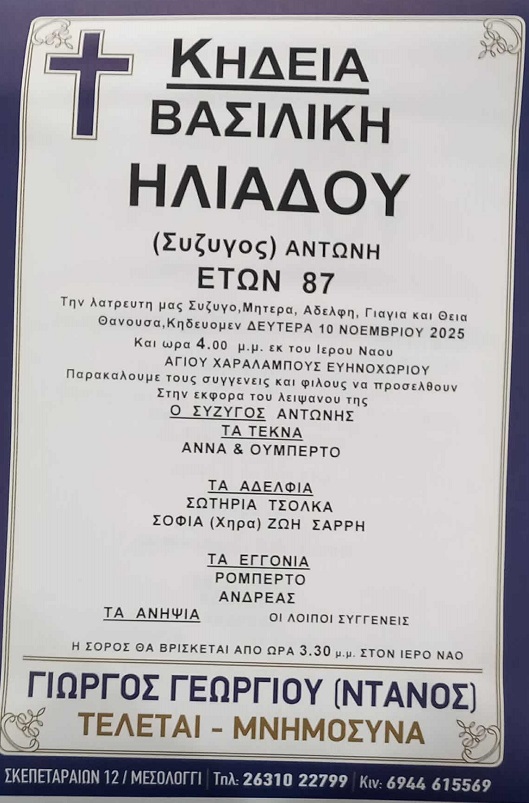 ΚΗΔΕΙΑ
ΒΑΣΙΛΙΚΗ
ΗΛΙΑΔΟΥ
(Συζυγος) ΑΝΤΩΝΗ
ΕΤΩΝ 87
Την λατρευτη μας Συζυγο,Μητερα, Αδελφη, Γιαγια και Θεια
Θανουσα,Κηδευομεν ΔΕΥΤΕΡΑ 10 ΝΟΕΜΒΡΙΟΥ 2025
Και ωρα 4.00 μ.μ. εκ του Ιερου Ναου
ΑΓΙΟΥ ΧΑΡΑΛΑΜΠΟΥΣ ΕΥΗΝΟΧΩΡΙΟΥ
Παρακαλουμε τους συγγενεις και φιλους να προσελθουν
Στην εκφορα του λειψανου της
Ο ΣΥΖΥΓΟΣ ΑΝΤΩΝΗΣ
ΤΑ ΤΕΚΝΑ
ΑΝΝΑ & ΟΥΜΠΕΡΤΟ
ΤΑ ΑΔΕΛΦΙΑ
ΣΩΤΗΡΙΑ ΤΣΟΛΚΑ
ΣΟΦΙΑ (Χηρα) ΖΩΗ ΣΑΡΡΗ
ΤΑ ΕΓΓΟΝΙΑ
ΡΟΜΠΕΡΤΟ
ΑΝΔΡΕΑΣ
ΤΑ ΑΝΗΨΙΑ ΟΙ ΛΟΙΠΟΙ ΣΥΓΓΕΝΕΙΣ
Η ΣΟΡΟΣ ΘΑ ΒΡΙΣΚΕΤΑΙ ΑΠΟ ΩΡΑ 3.30 μ.μ. ΣΤΟΝ ΙΕΡΟ ΝΑΟ
ΓΙΩΡΓΟΣ ΓΕΩΡΓΙΟΥ (ΝΤΑΝΟΣ)
ΤΕΛΕΤΑΙ - ΜΝΗΜΟΣΥΝΑ
ΣΚΕΠΕΤΑΡΑΙΩΝ 12 / ΜΕΣΟΛΟΓΓΙ | Τηλ: 26310 22799 | Κιν: 6944 615569